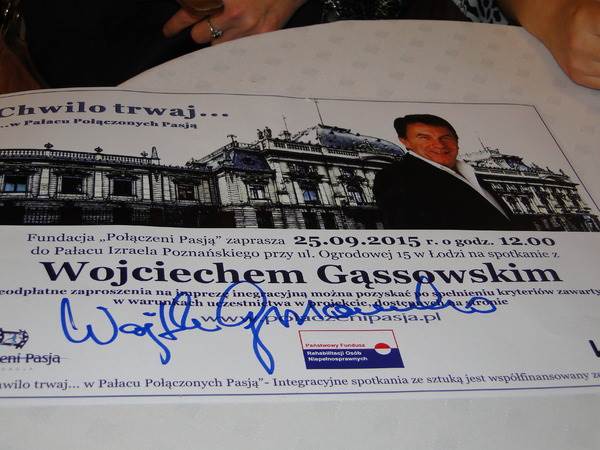 Chwilo trwaj...
...w Pałacu Połączonych Pasją
Fundacja „Połączeni Pasją” zaprasza 25.09.2015 r. o godz. 12.00
do Pałacu Izraela Poznańskiego przy ul. Ogrodowej 15 w Łodzi na spotkanie z
Wojciechem Gąssowskim
eodpłatne zaproszenia na imprezę inegracyjną można pozyskać po spełnieniu kryteriów zawarty
w warunkach uczestnictwa w projekcie, dostępnych na stronie
www.polaczenipasja.pl
zeni Pasja
Państwowy Fundusz
Rehabilitacji Osób
Niepełnosprawnych
Chwilo trwaj... w Pałacu Połączonych Pasją”- Integracyjne spotkania ze sztuką jest współfinansowany ze